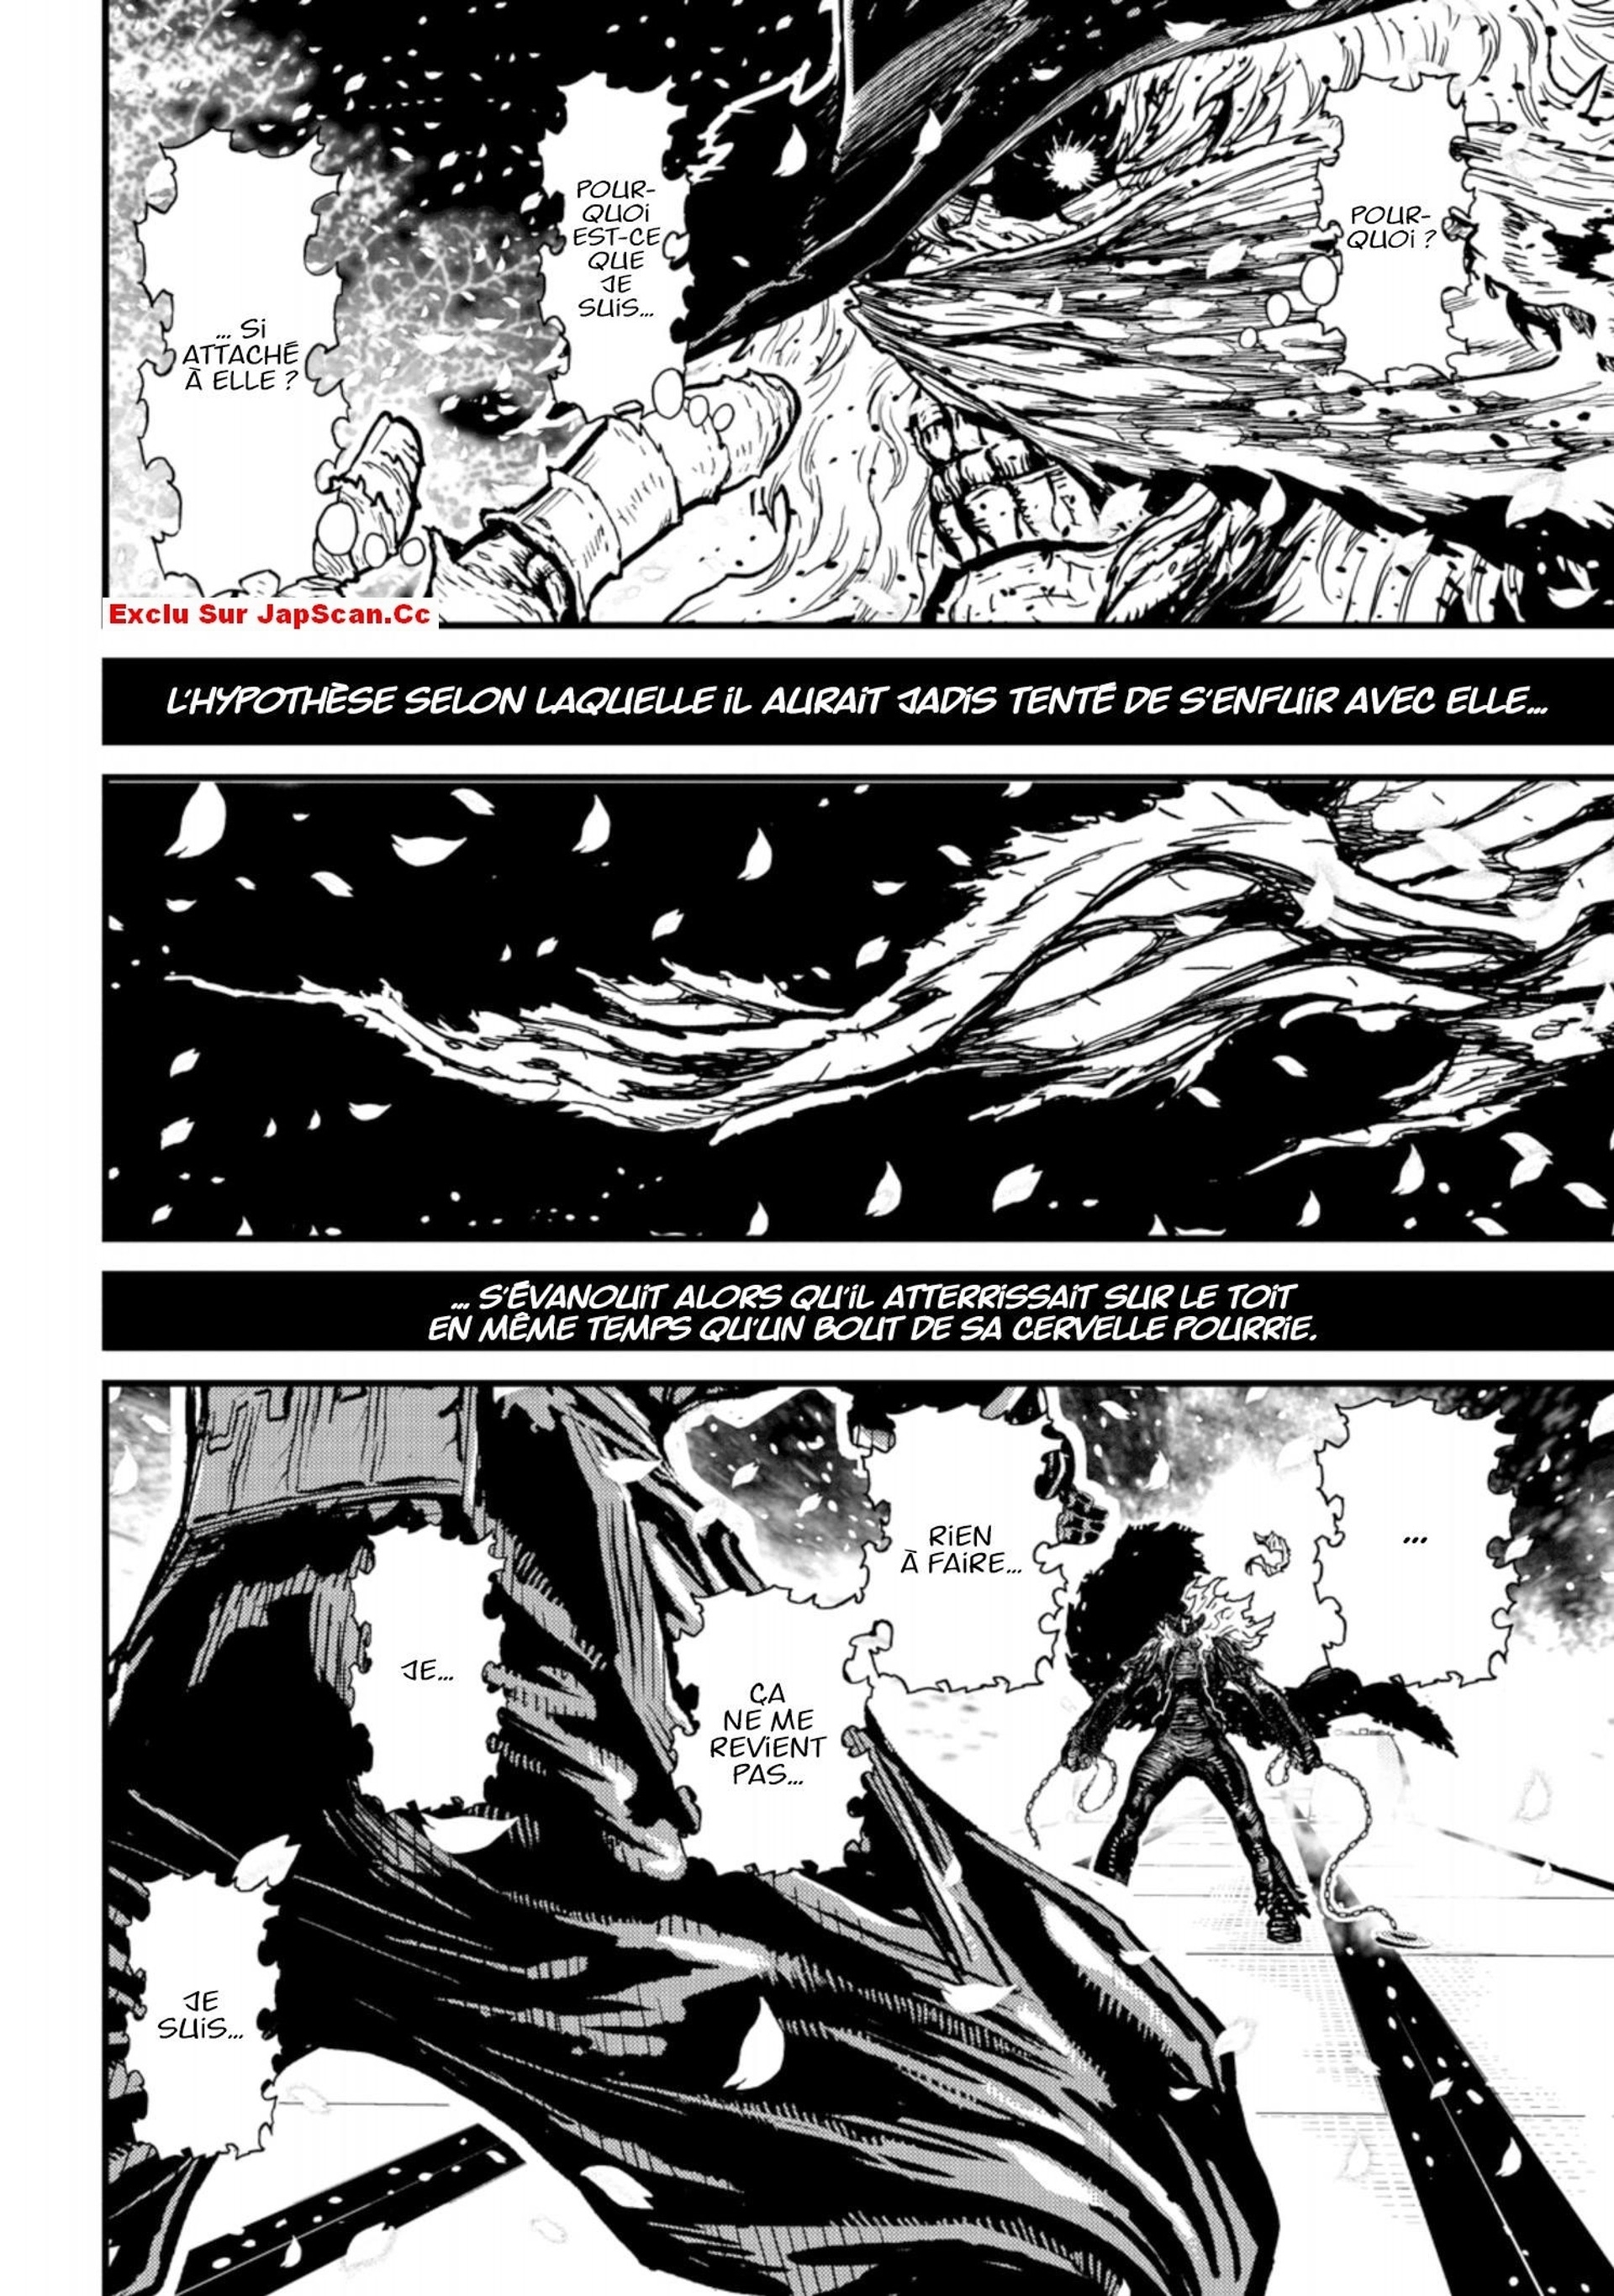 POUR-
QUOI ?
POUR-
QUOI
EST-CE
QUE
JE
SUIS...
... SI
ATTACHÉ
À ELLE ?
Exclu Sur JapScan.Cc
L'HYPOTHÈSE SELON LAQUELLE IL AURAIT JADIS TENTÉ DE S'ENFUIR AVEC ELLE...
... S'ÉVANOUIT ALORS QU'IL ATTERRISSAIT SUR LE TOIT
EN MÊME TEMPS QU'UN BOUT DE SA CERVELLE POURRIE.
...
RIEN
À FAIRE...
ÇA
NE ME
REVIENT
PAS...
JE...
JE
SUIS...